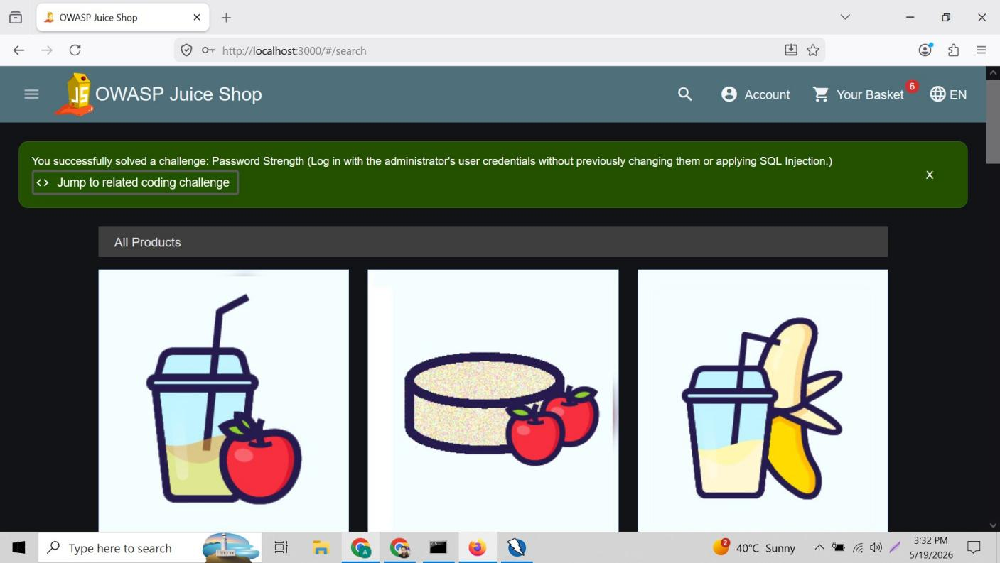 OWASP Juice Shop
http://localhost:3000/#/search
JS
OWASP Juice Shop
Account
Your Basket
6
EN
You successfully solved a challenge: Password Strength (Log in with the administrator's user credentials without previously changing them or applying SQL Injection.)
<> Jump to related coding challenge
X
All Products
Type here to search
A
2
40°C Sunny
3:32 PM
5/19/2026